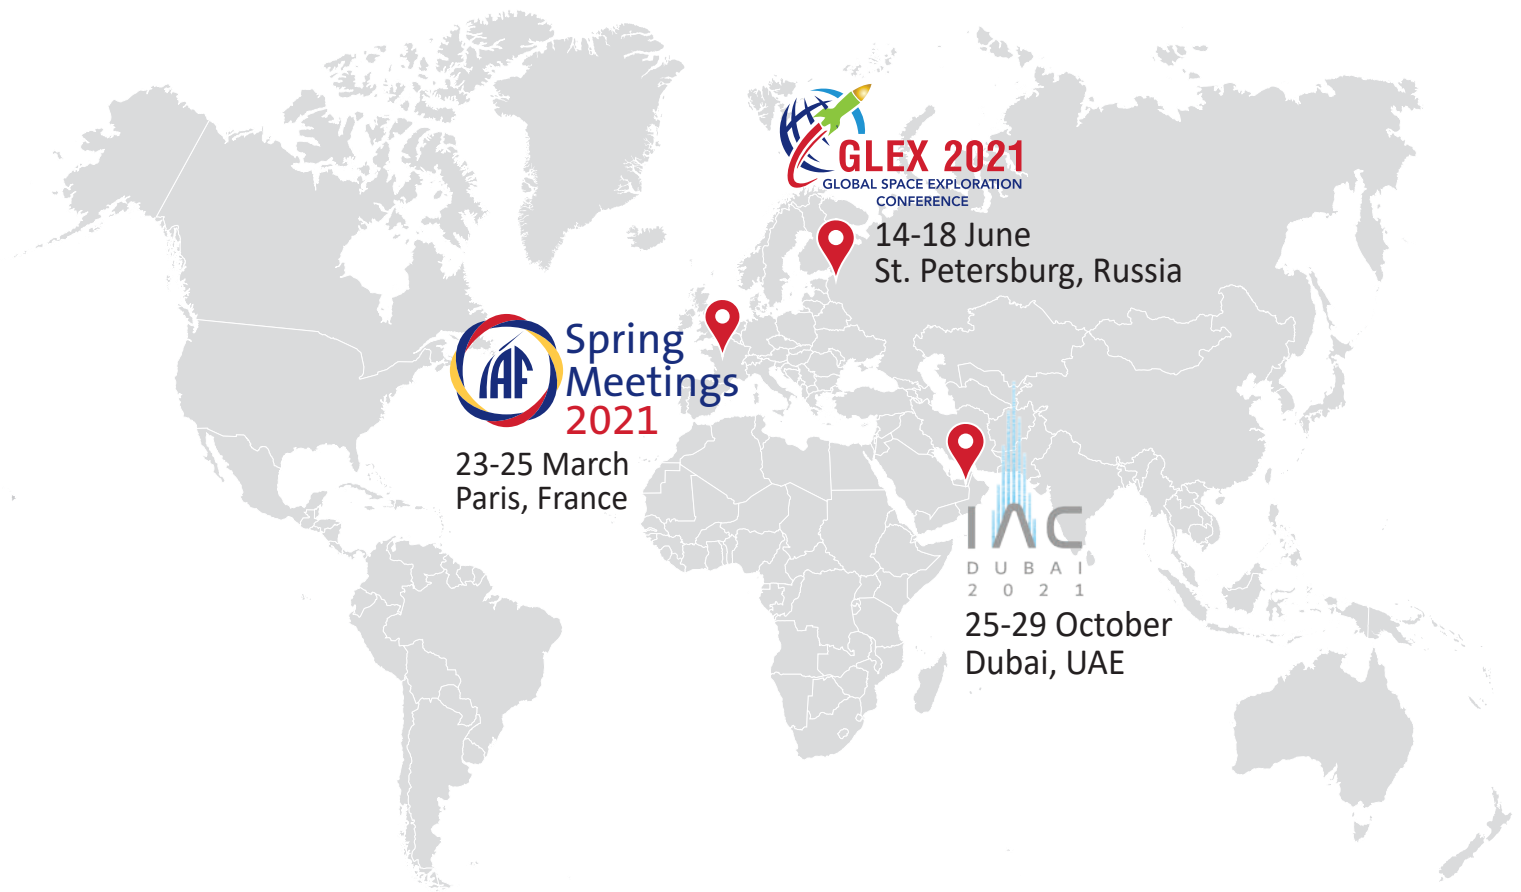 GLEX 2021
GLOBAL SPACE EXPLORATION
CONFERENCE
14-18 June
St. Petersburg, Russia
IAF
Spring
Meetings
2021
23-25 March
Paris, France
IAC
DUBAI
2021
25-29 October
Dubai, UAE